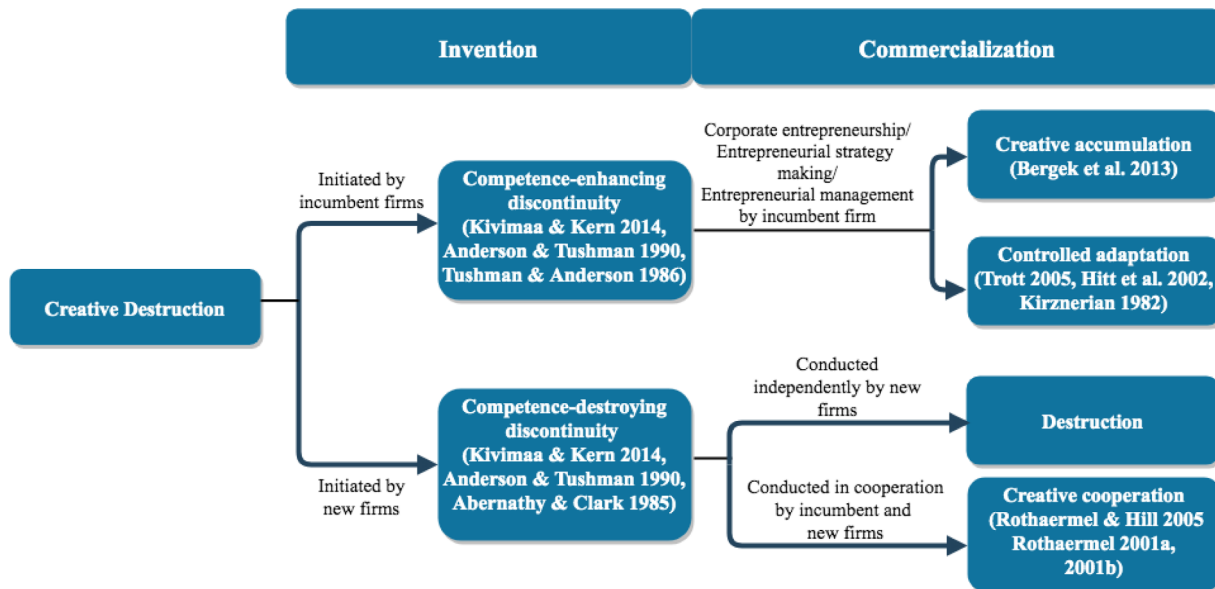 Invention
Commercialization
Creative Destruction
Initiated by
incumbent firms
Competence-enhancing
discontinuity
(Kivimaa & Kern 2014,
Anderson & Tushman 1990,
Tushman & Anderson 1986)
Corporate entrepreneurship/
Entrepreneurial strategy
making/
Entrepreneurial management
by incumbent firm
Creative accumulation
(Bergek et al. 2013)
Controlled adaptation
(Trott 2005, Hitt et al. 2002,
Kirznerian 1982)
Initiated by
new firms
Competence-destroying
discontinuity
(Kivimaa & Kern 2014,
Anderson & Tushman 1990,
Abernathy & Clark 1985)
Conducted
independently by new
firms
Destruction
Conducted in cooperation
by incumbent and
new firms
Creative cooperation
(Rothaermel & Hill 2005
Rothaermel 2001a,
2001b)